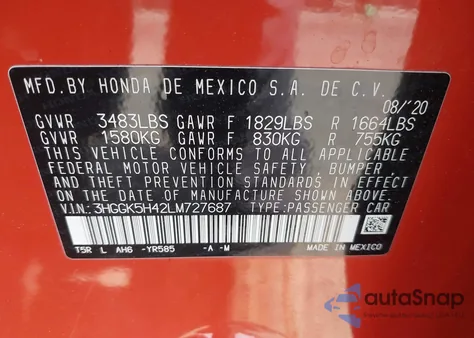 MFD.BY HONDA DE MEXICO S.A. DE C.V.
08/'20
GVWR 3483LBS GAWR F 1829LBS R 1664LBS
GVWR 1580KG GAWR F 830KG R 755KG
THIS VEHICLE CONFORMS TO ALL APPLICABLE
FEDERAL MOTOR VEHICLE SAFETY, BUMPER,
AND THEFT PREVENTION STANDARDS IN EFFECT
ON THE DATE OF MANUFACTURE SHOWN ABOVE.
V.I.N.: 3HGGK5H42LM727687 TYPE: PASSENGER CAR
T5R L AH6 -YR585 -A -M MADE IN MEXICO
autoSnap